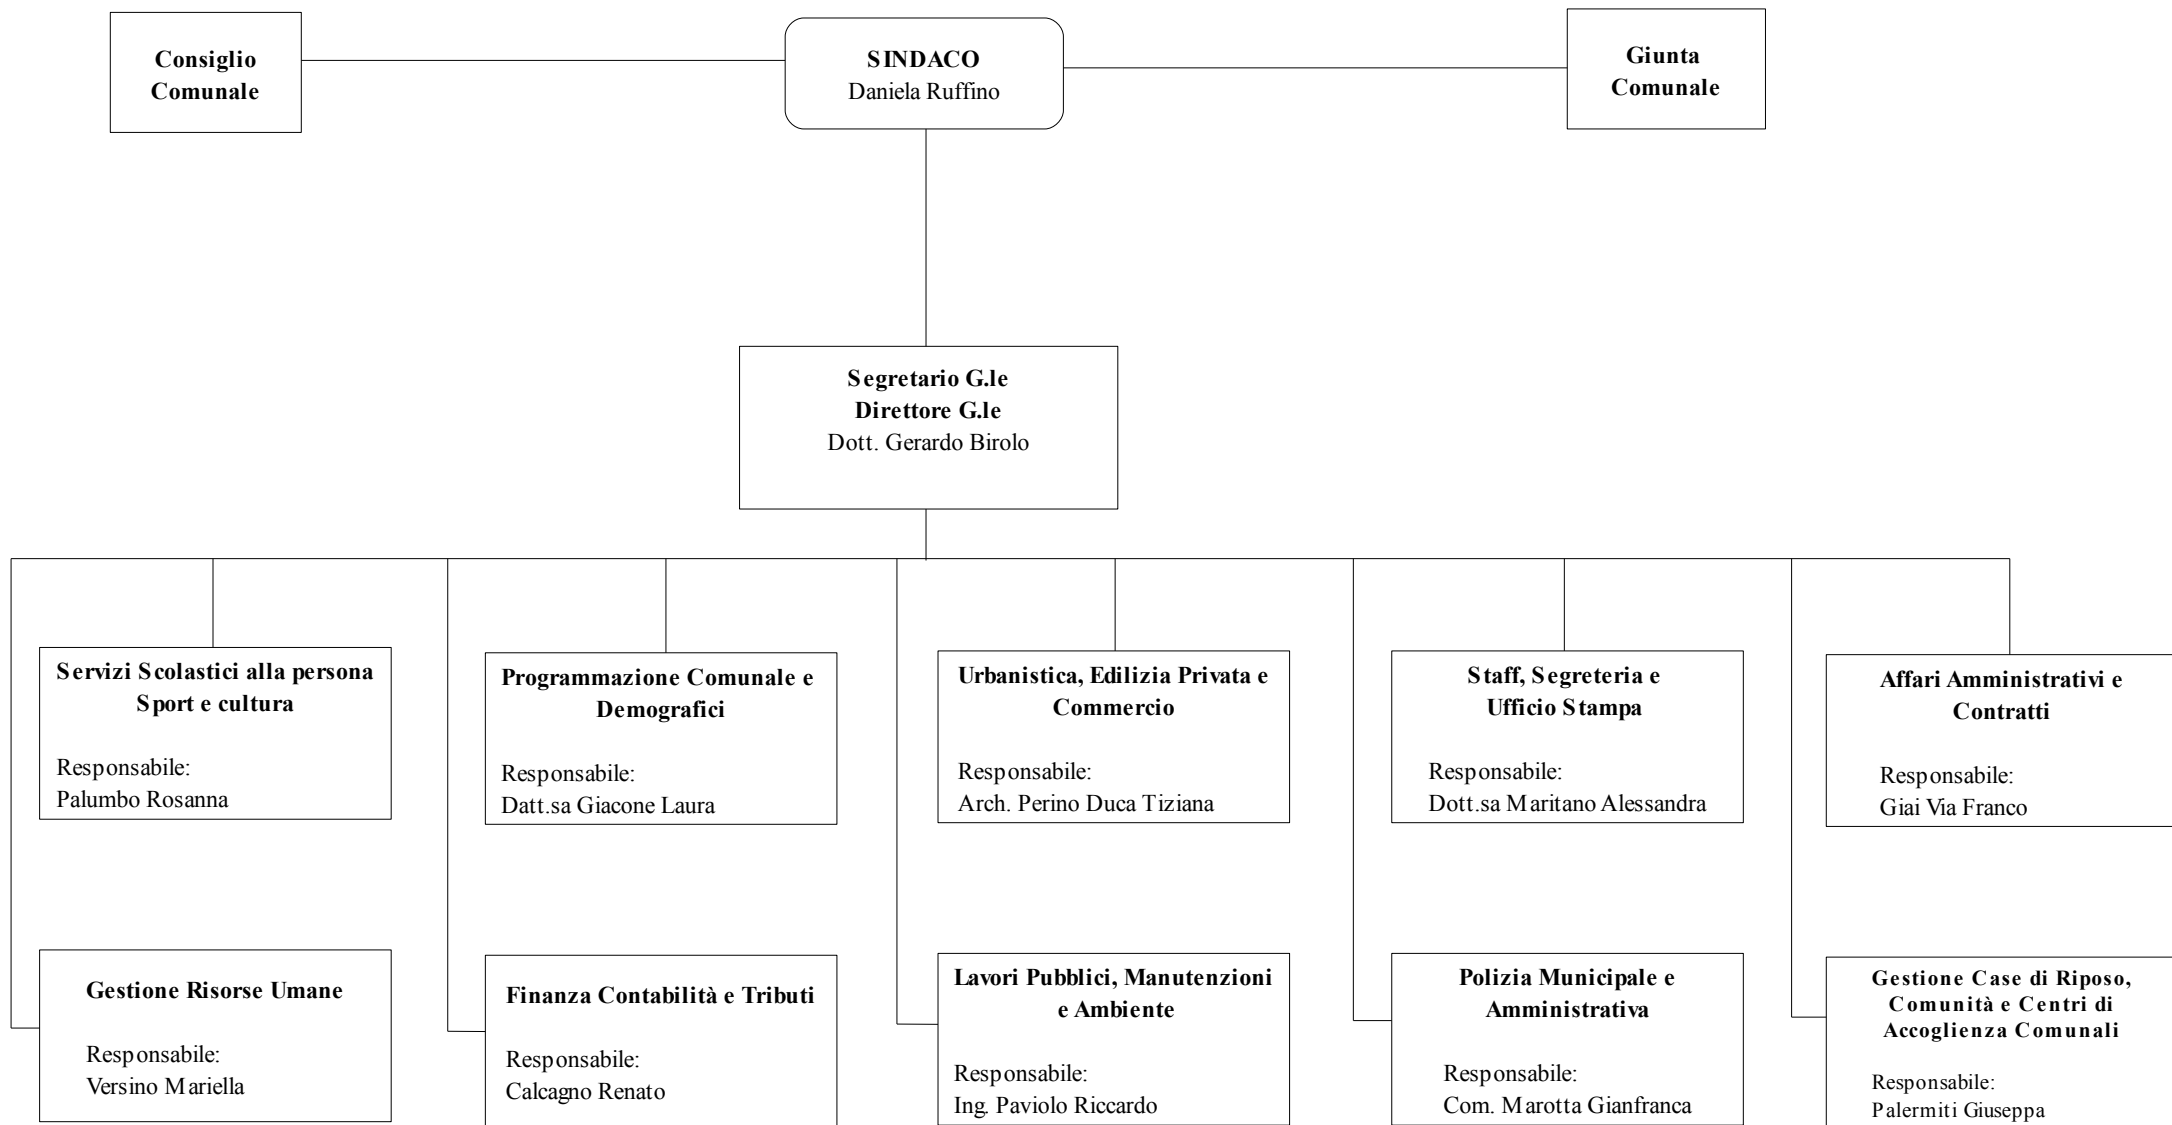 Consiglio
Comunale
SINDACO
Daniela Ruffino
Giunta
Comunale
Segretario G.le
Direttore G.le
Dott. Gerardo Birolo
Servizi Scolastici alla persona
Sport e cultura
Responsabile:
Palumbo Rosanna
Programmazione Comunale e
Demografici
Responsabile:
Datt.sa Giacone Laura
Urbanistica, Edilizia Privata e
Commercio
Responsabile:
Arch. Perino Duca Tiziana
Staff, Segreteria e
Ufficio Stampa
Responsabile:
Dott.sa Maritano Alessandra
Affari Amministrativi e
Contratti
Responsabile:
Giai Via Franco
Gestione Risorse Umane
Responsabile:
Versino Mariella
Finanza Contabilità e Tributi
Responsabile:
Calcagno Renato
Lavori Pubblici, Manutenzioni
e Ambiente
Responsabile:
Ing. Paviolo Riccardo
Polizia Municipale e
Amministrativa
Responsabile:
Com. Marotta Gianfranca
Gestione Case di Riposo,
Comunità e Centri di
Accoglienza Comunali
Responsabile:
Palermiti Giuseppa